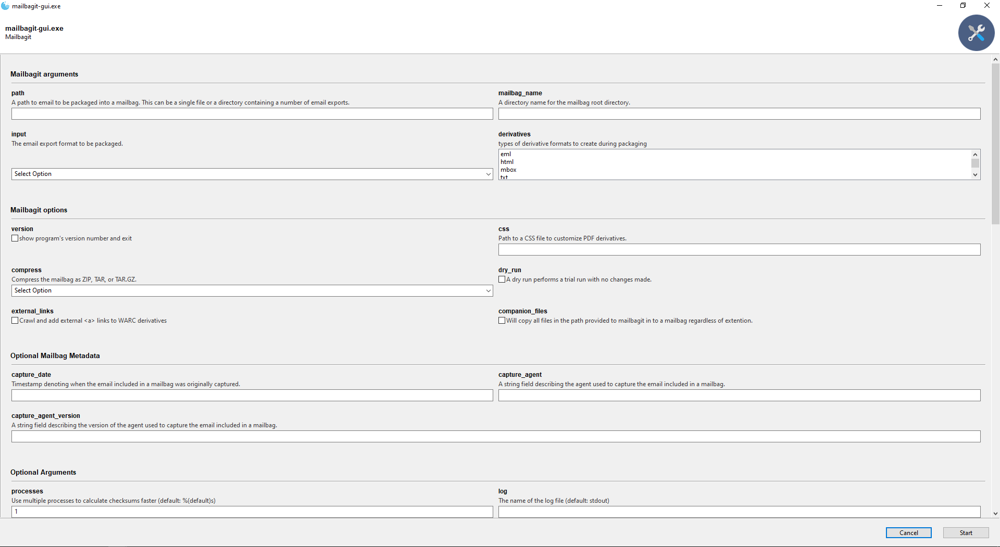 mailbagit-gui.exe
mailbagit-gui.exe
Mailbagit
Mailbagit arguments
path
A path to email to be packaged into a mailbag. This can be a single file or a directory containing a number of email exports.
mailbag_name
A directory name for the mailbag root directory.
input
The email export format to be packaged.
Select Option
derivatives
types of derivative formats to create during packaging
eml
html
mbox
txt
Mailbagit options
version
show program's version number and exit
css
Path to a CSS file to customize PDF derivatives.
compress
Compress the mailbag as ZIP, TAR, or TAR.GZ.
Select Option
dry_run
A dry run performs a trial run with no changes made.
external_links
Crawl and add external <a> links to WARC derivatives
companion_files
Will copy all files in the path provided to mailbagit in to a mailbag regardless of extention.
Optional Mailbag Metadata
capture_date
Timestamp denoting when the email included in a mailbag was originally captured.
capture_agent
A string field describing the agent used to capture the email included in a mailbag.
capture_agent_version
A string field describing the version of the agent used to capture the email included in a mailbag.
Optional Arguments
processes
Use multiple processes to calculate checksums faster (default: %(default)s)
1
log
The name of the log file (default: stdout)
Cancel
Start